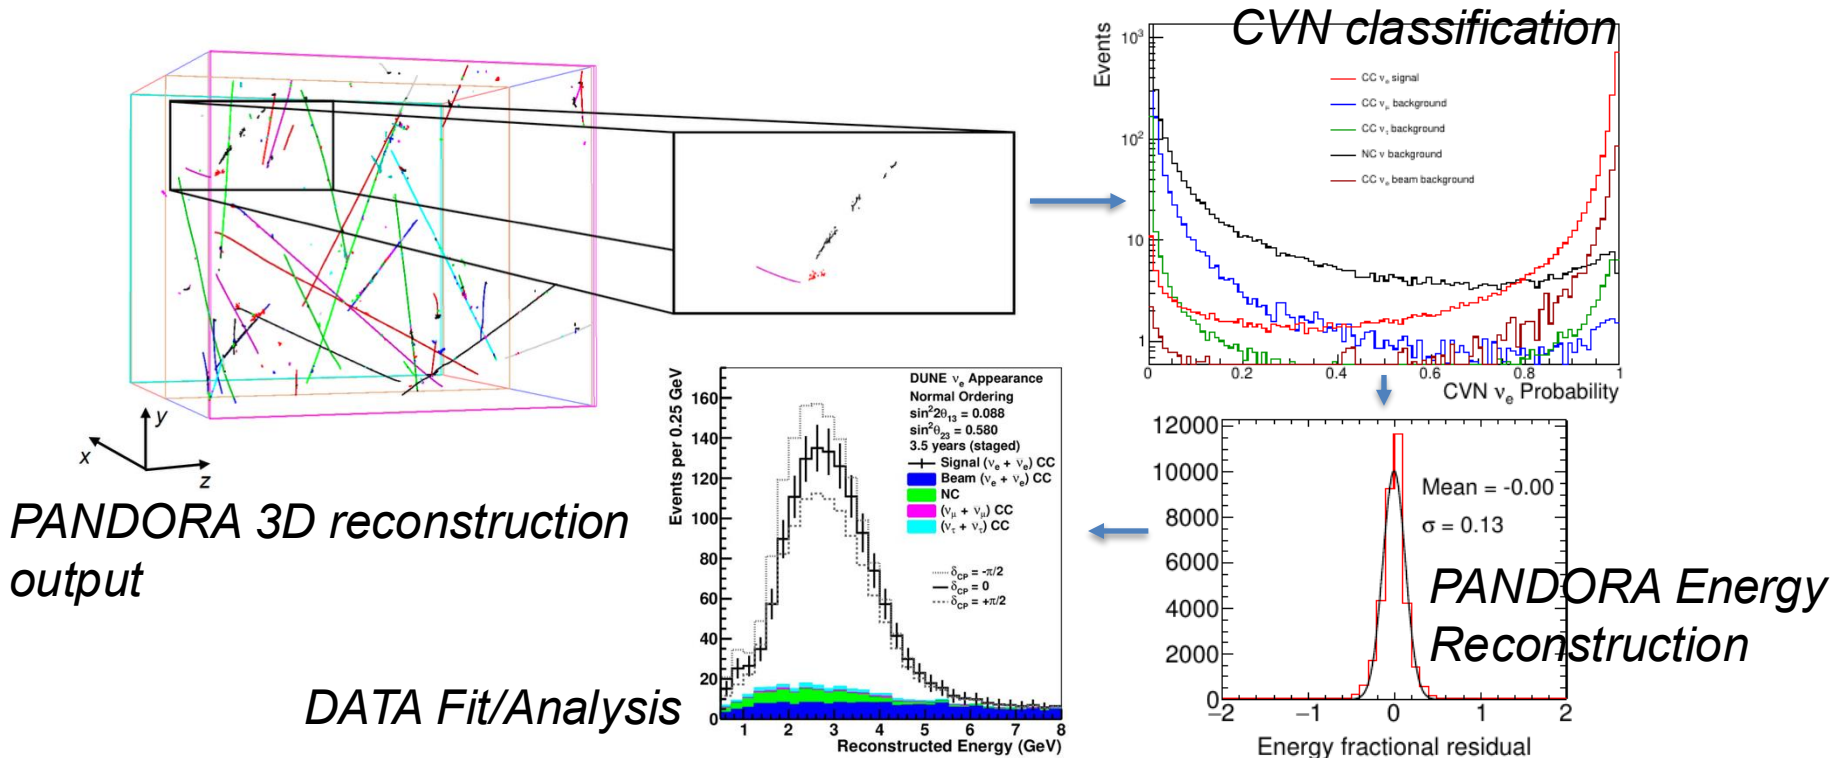 CVN classification
Events
10³
10²
10
1
CC νₑ signal
CC νμ background
CC ντ background
NC ν background
CC νₑ beam background
0 0.2 0.4 0.6 0.8 1
CVN νₑ Probability
y
x
z
PANDORA 3D reconstruction
output
Events per 0.25 GeV
160
140
120
100
80
60
40
20
0
DUNE νₑ Appearance
Normal Ordering
sin²2θ₁₃ = 0.088
sin²θ₂₃ = 0.580
3.5 years (staged)
Signal (νₑ + ν̄ₑ) CC
Beam (νₑ + ν̄ₑ) CC
NC
(νμ + ν̄μ) CC
(ντ + ν̄τ) CC
δCP = -π/2
δCP = 0
δCP = +π/2
1 2 3 4 5 6 7 8
Reconstructed Energy (GeV)
DATA Fit/Analysis
12000
10000
8000
6000
4000
2000
0
Mean = -0.00
σ = 0.13
−2 −1 0 1 2
Energy fractional residual
PANDORA Energy
Reconstruction